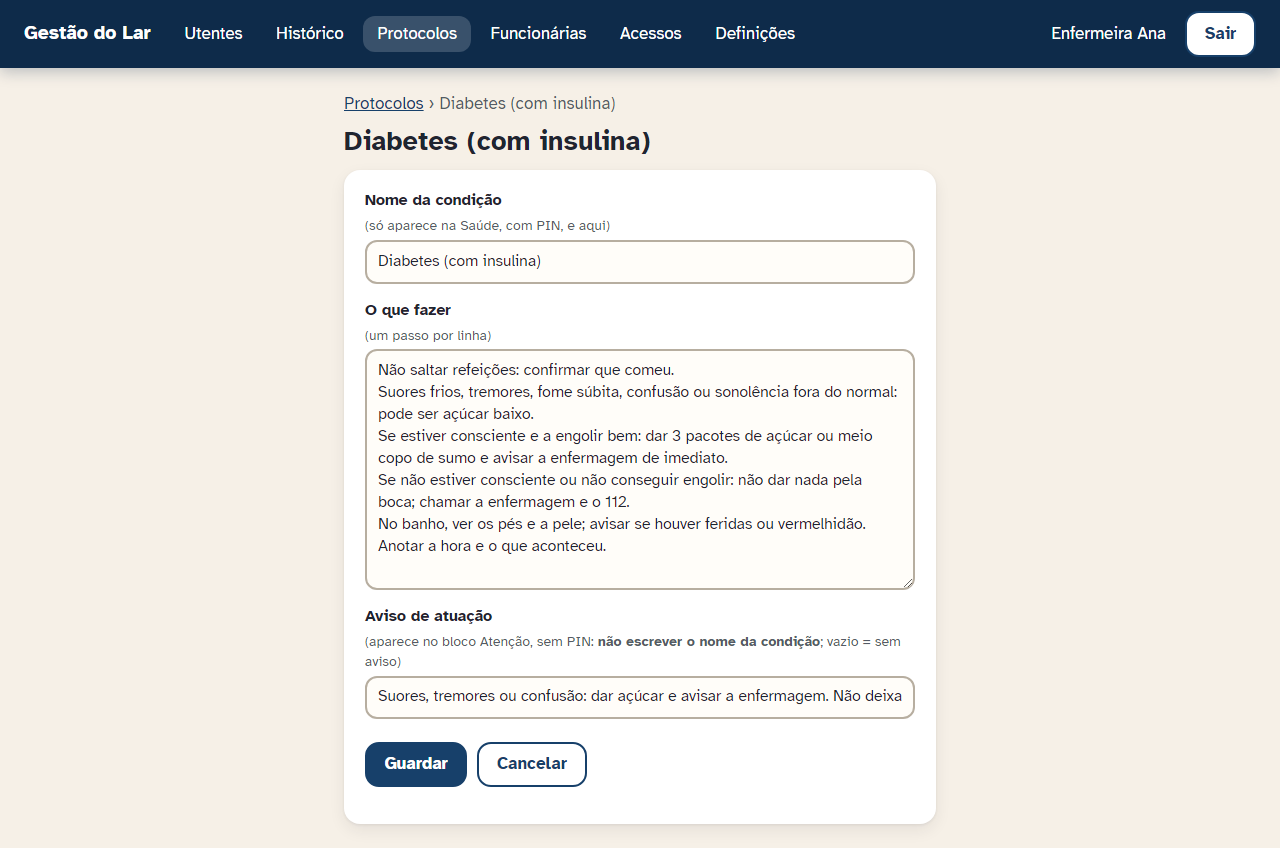 Gestão do Lar Utentes Histórico Protocolos Funcionárias Acessos Definições Enfermeira Ana Sair
Protocolos › Diabetes (com insulina)
Diabetes (com insulina)
Nome da condição
(só aparece na Saúde, com PIN, e aqui)
Diabetes (com insulina)
O que fazer
(um passo por linha)
Não saltar refeições: confirmar que comeu.
Suores frios, tremores, fome súbita, confusão ou sonolência fora do normal:
pode ser açúcar baixo.
Se estiver consciente e a engolir bem: dar 3 pacotes de açúcar ou meio
copo de sumo e avisar a enfermagem de imediato.
Se não estiver consciente ou não conseguir engolir: não dar nada pela
boca; chamar a enfermagem e o 112.
No banho, ver os pés e a pele; avisar se houver feridas ou vermelhidão.
Anotar a hora e o que aconteceu.
Aviso de atuação
(aparece no bloco Atenção, sem PIN: não escrever o nome da condição; vazio = sem
aviso)
Suores, tremores ou confusão: dar açúcar e avisar a enfermagem. Não deixa
Guardar Cancelar